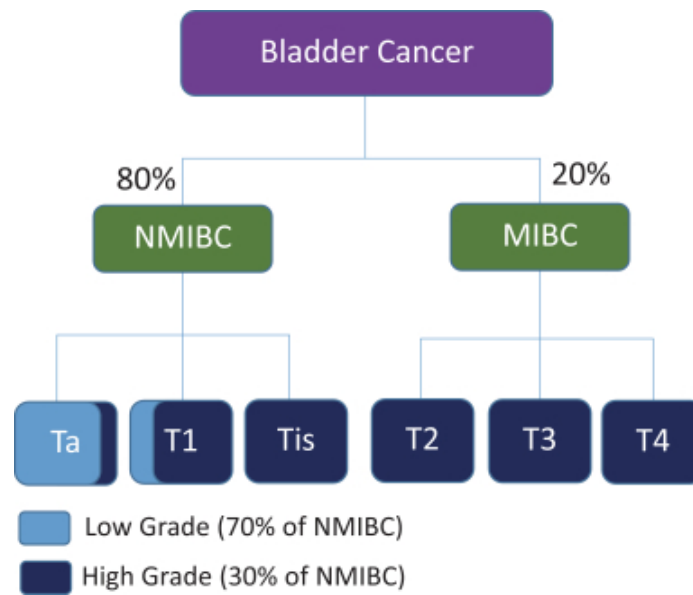 Bladder Cancer
80%
20%
NMIBC
MIBC
Ta
T1
Tis
T2
T3
T4
Low Grade (70% of NMIBC)
High Grade (30% of NMIBC)